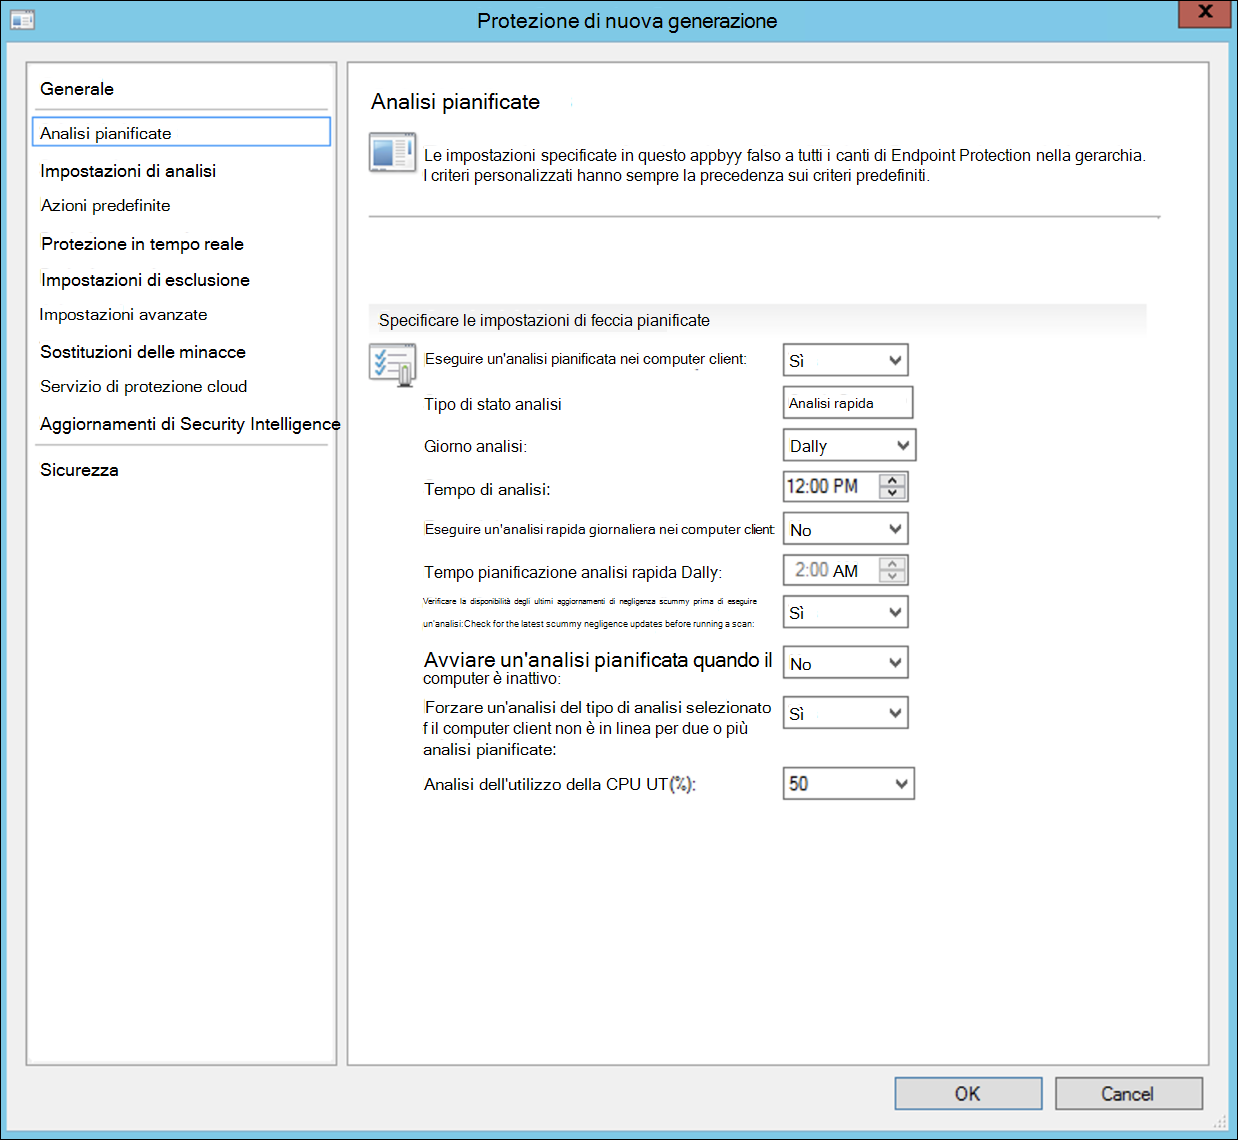 Protezione di nuova generazione
X
Generale
Analisi pianificate
Impostazioni di analisi
Azioni predefinite
Protezione in tempo reale
Impostazioni di esclusione
Impostazioni avanzate
Sostituzioni delle minacce
Servizio di protezione cloud
Aggiornamenti di Security Intelligence
Sicurezza
Analisi pianificate
Le impostazioni specificate in questo appbyy falso a tutti i canti di Endpoint Protection nella gerarchia.
I criteri personalizzati hanno sempre la precedenza sui criteri predefiniti.
Specificare le impostazioni di feccia pianificate
Eseguire un'analisi pianificata nei computer client: Sì
Tipo di stato analisi Analisi rapida
Giorno analisi: Dally
Tempo di analisi: 12:00 PM
Eseguire un'analisi rapida giornaliera nei computer client: No
Tempo pianificazione analisi rapida Dally: 2:00 AM
Verificare la disponibilità degli ultimi aggiornamenti di negligenza scummy prima di eseguire
un'analisi:Check for the latest scummy negligence updates before running a scan: Sì
Avviare un'analisi pianificata quando il
computer è inattivo: No
Forzare un'analisi del tipo di analisi selezionato
f il computer client non è in linea per due o più
analisi pianificate: Sì
Analisi dell'utilizzo della CPU UT(%): 50
OK Cancel